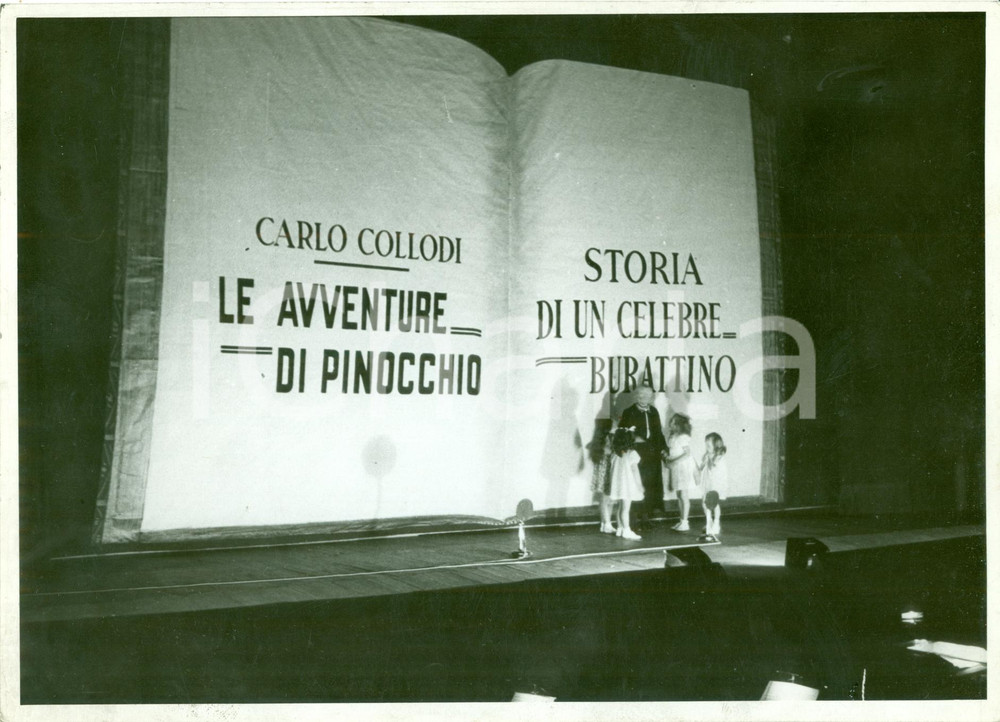 CARLO COLLODI
LE AVVENTURE
DI PINOCCHIO
STORIA
DI UN CELEBRE
BURATTINO